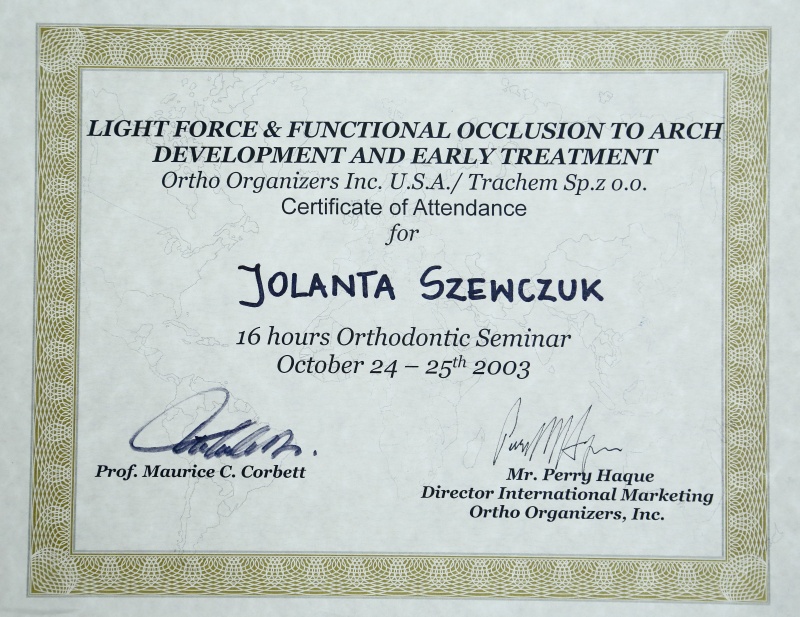 LIGHT FORCE & FUNCTIONAL OCCLUSION TO ARCH
DEVELOPMENT AND EARLY TREATMENT
Ortho Organizers Inc. U.S.A./ Trachem Sp.z o.o.
Certificate of Attendance
for
JOLANTA SZEWCZUK
16 hours Orthodontic Seminar
October 24 – 25th 2003
Prof. Maurice C. Corbett
Mr. Perry Haque
Director International Marketing
Ortho Organizers, Inc.